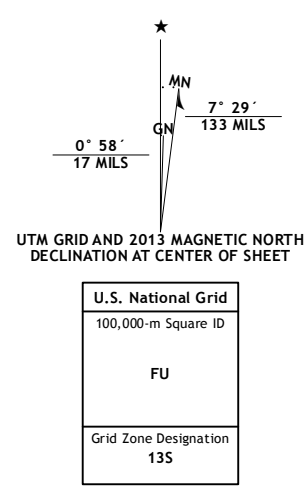 MN
7° 29´
133 MILS
GN
0° 58´
17 MILS
UTM GRID AND 2013 MAGNETIC NORTH
DECLINATION AT CENTER OF SHEET
U.S. National Grid
100,000-m Square ID
FU
Grid Zone Designation
13S